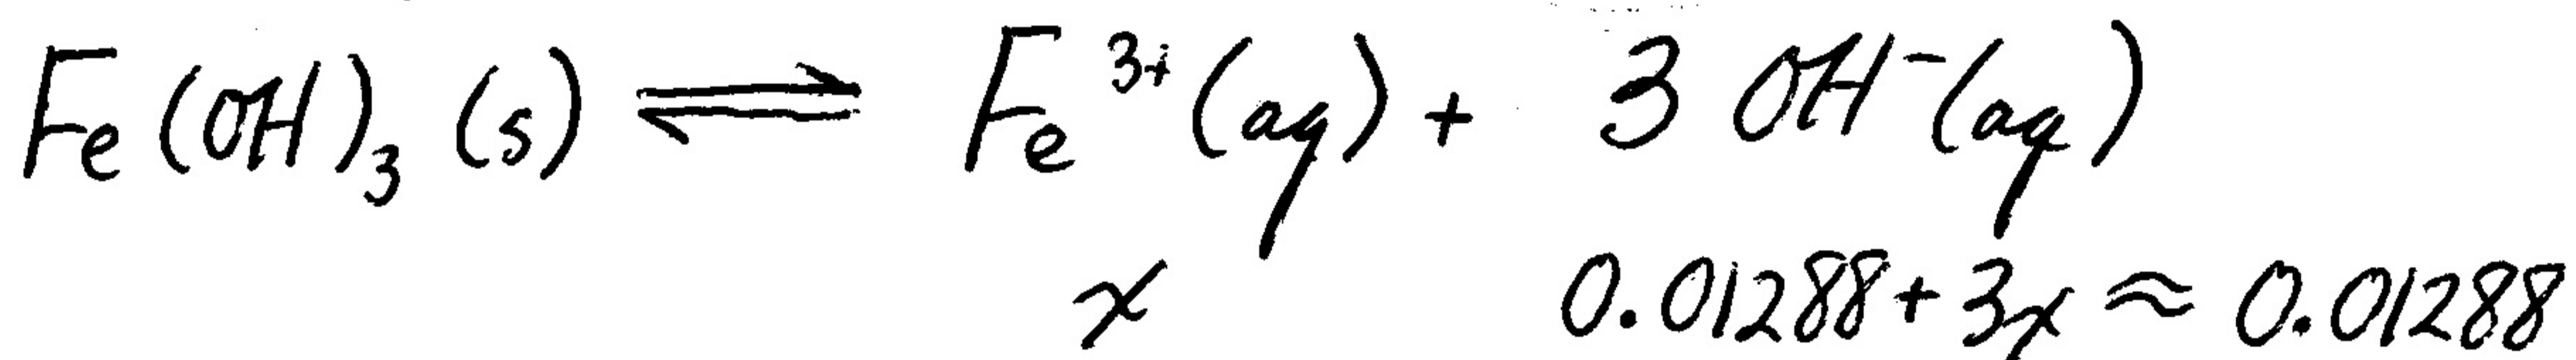 Fe(OH)₃ (s) ⇌ Fe³⁺ (aq) + 3 OH⁻ (aq)
x 0.01288 + 3x ≈ 0.01288